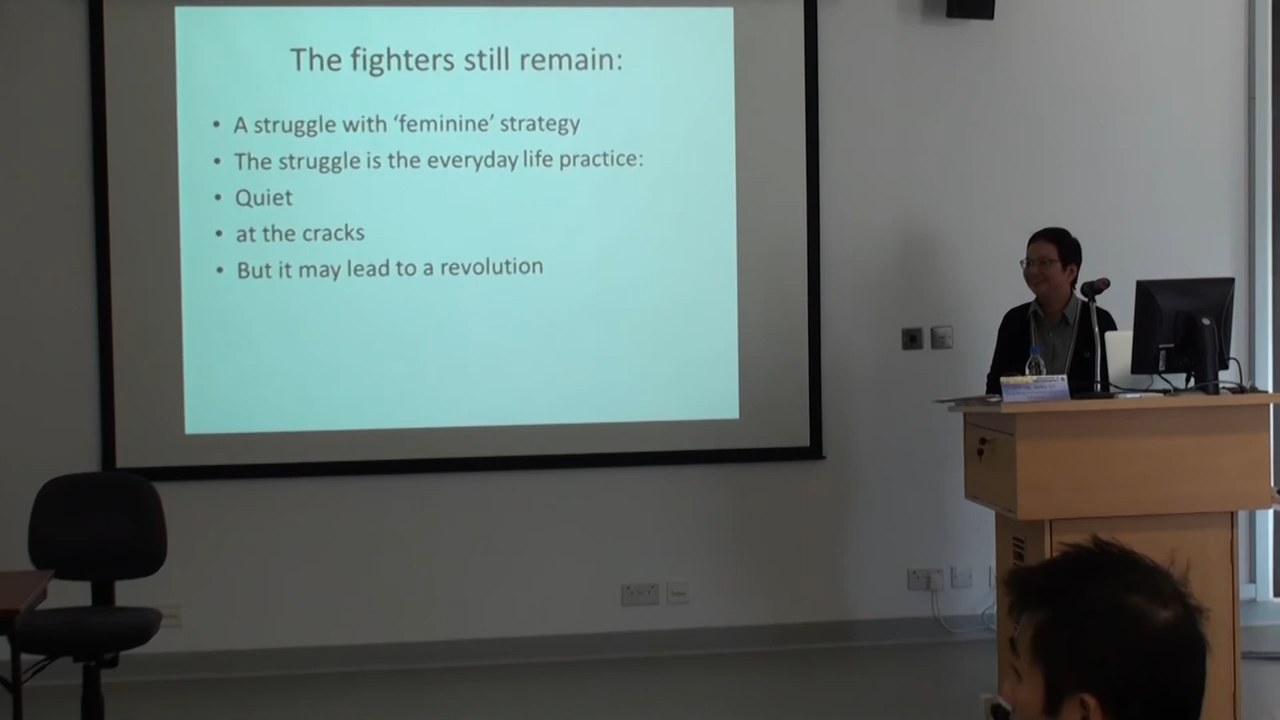 The fighters still remain:
• A struggle with ‘feminine’ strategy
• The struggle is the everyday life practice:
• Quiet
• at the cracks
• But it may lead to a revolution